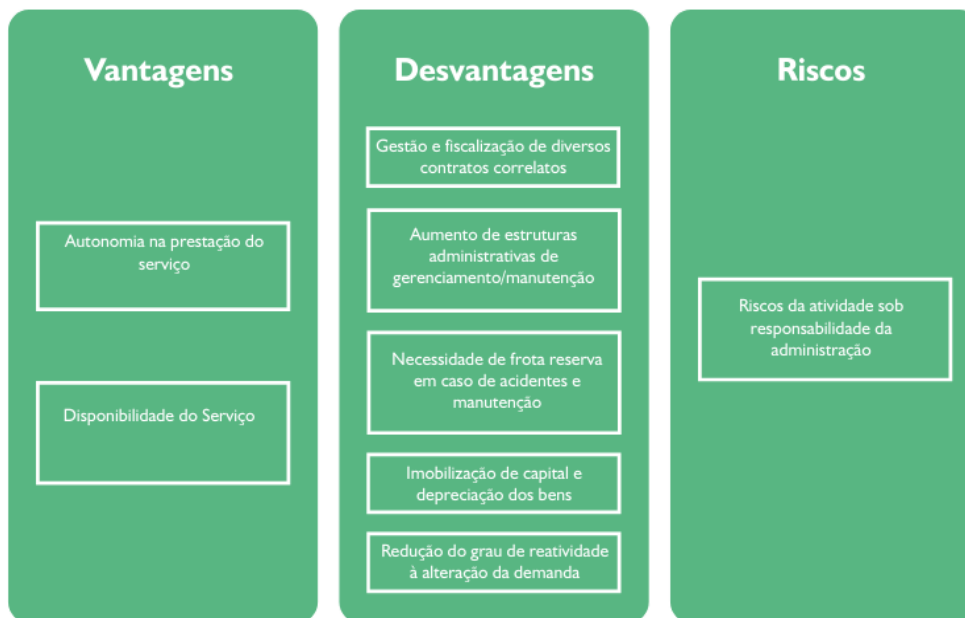 Vantagens
Autonomia na prestação do
serviço
Disponibilidade do Serviço
Desvantagens
Gestão e fiscalização de diversos
contratos correlatos
Aumento de estruturas
administrativas de
gerenciamento/manutenção
Necessidade de frota reserva
em caso de acidentes e
manutenção
Imobilização de capital e
depreciação dos bens
Redução do grau de reatividade
à alteração da demanda
Riscos
Riscos da atividade sob
responsabilidade da
administração